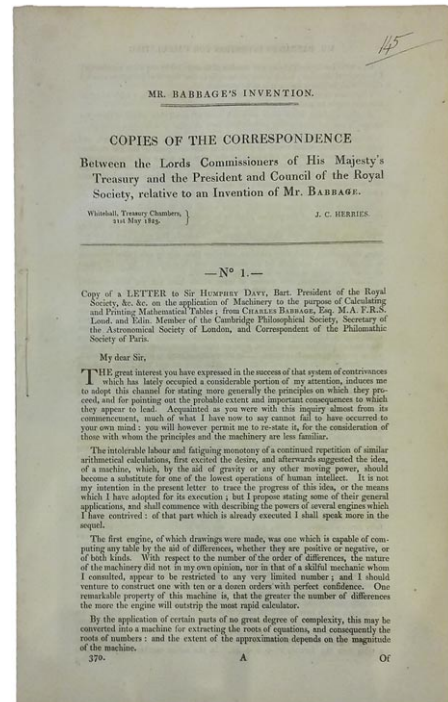 145
MR. BABBAGE'S INVENTION.
COPIES OF THE CORRESPONDENCE
Between the Lords Commissioners of His Majesty's
Treasury and the President and Council of the Royal
Society, relative to an Invention of Mr. BABBAGE.
Whitehall, Treasury Chambers, }
21st May 1823.
J. C. HERRIES.
—No 1.—
Copy of a LETTER to Sir HUMPHRY DAVY, Bart. President of the Royal
Society, &c. &c. on the application of Machinery to the purpose of Calculating
and Printing Mathematical Tables; from CHARLES BABBAGE, Esq. M.A. F.R.S.
Lond. and Edin. Member of the Cambridge Philosophical Society, Secretary of
the Astronomical Society of London, and Correspondent of the Philomathic
Society of Paris.
My dear Sir,
THE great interest you have expressed in the success of that system of contrivances
which has lately occupied a considerable portion of my attention, induces me
to adopt this channel for stating more generally the principles on which they pro-
ceed, and for pointing out the probable extent and important consequences to which
they appear to lead. Acquainted as you were with this inquiry almost from its
commencement, much of what I have now to say cannot fail to have occurred to
your own mind: you will however permit me to re-state it, for the consideration of
those with whom the principles and the machinery are less familiar.
The intolerable labour and fatiguing monotony of a continued repetition of similar
arithmetical calculations, first excited the desire, and afterwards suggested the idea,
of a machine, which, by the aid of gravity or any other moving power, should
become a substitute for one of the lowest operations of human intellect. It is not
my intention in the present letter to trace the progress of this idea, or the means
which I have adopted for its execution; but I propose stating some of their general
applications, and shall commence with describing the powers of several engines which
I have contrived: of that part which is already executed I shall speak more in the
sequel.
The first engine, of which drawings were made, was one which is capable of com-
puting any table by the aid of differences, whether they are positive or negative, or
of both kinds. With respect to the number of the order of differences, the nature
of the machinery did not in my own opinion, nor in that of a skilful mechanic whom
I consulted, appear to be restricted to any very limited number; and I should
venture to construct one with ten or a dozen orders with perfect confidence. One
remarkable property of this machine is, that the greater the number of differences
the more the engine will outstrip the most rapid calculator.
By the application of certain parts of no great degree of complexity, this may be
converted into a machine for extracting the roots of equations, and consequently the
roots of numbers: and the extent of the approximation depends on the magnitude
of the machine.
370.
A
Of